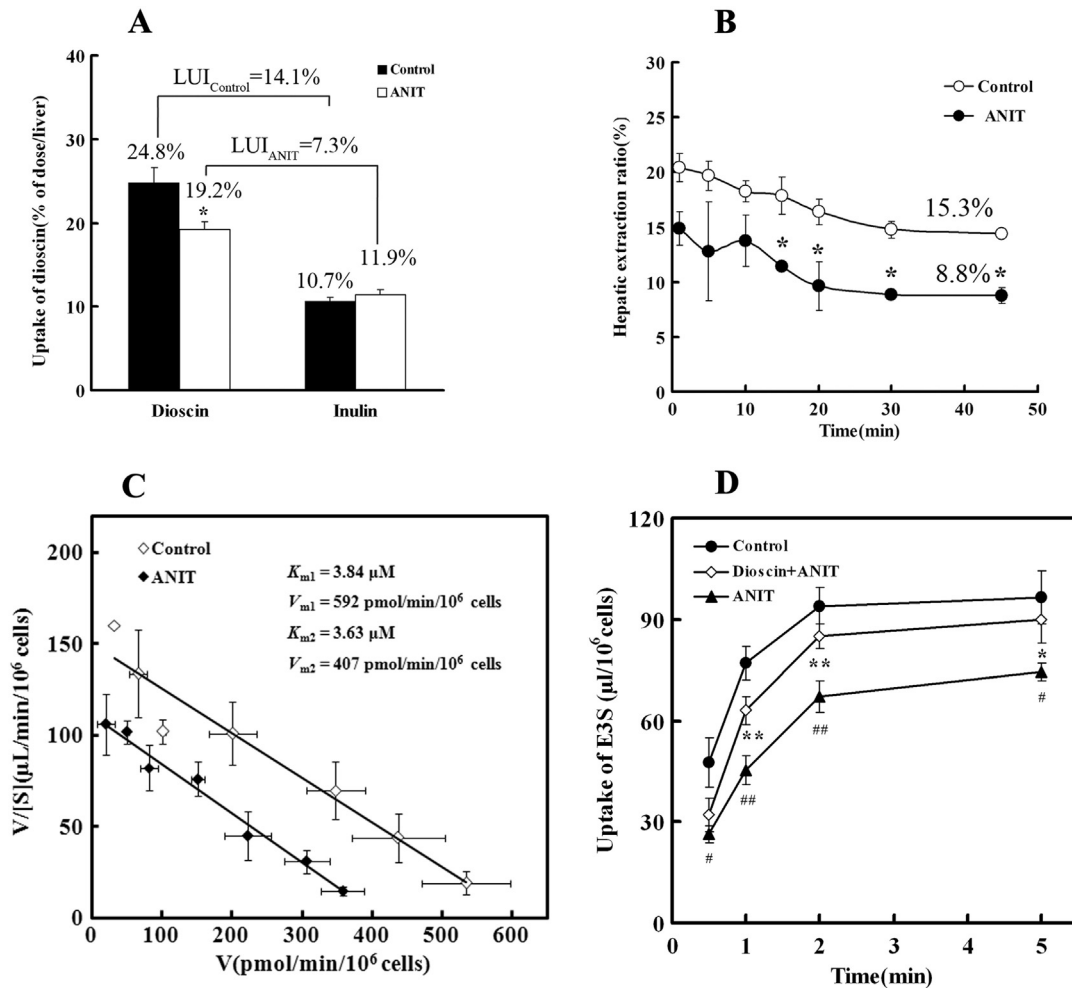 A
Uptake of dioscin(% of dose/liver)
40
30
20
10
0
Control
ANIT
LUIControl=14.1%
LUIANIT=7.3%
24.8%
19.2%
*
10.7%
11.9%
Dioscin
Inulin
B
Hepatic extraction ratio(%)
30
25
20
15
10
5
0
Control
ANIT
15.3%
* * * 8.8% *
0 10 20 30 40 50
Time(min)
C
V/[S](μL/min/10⁶ cells)
200
150
100
50
0
Control
ANIT
Km1 = 3.84 μM
Vm1 = 592 pmol/min/10⁶ cells
Km2 = 3.63 μM
Vm2 = 407 pmol/min/10⁶ cells
0 100 200 300 400 500 600
V(pmol/min/10⁶ cells)
D
Uptake of E3S (μl/10⁶ cells)
120
90
60
30
0
Control
Dioscin+ANIT
ANIT
**
**
*
#
##
##
#
0 1 2 3 4 5
Time(min)